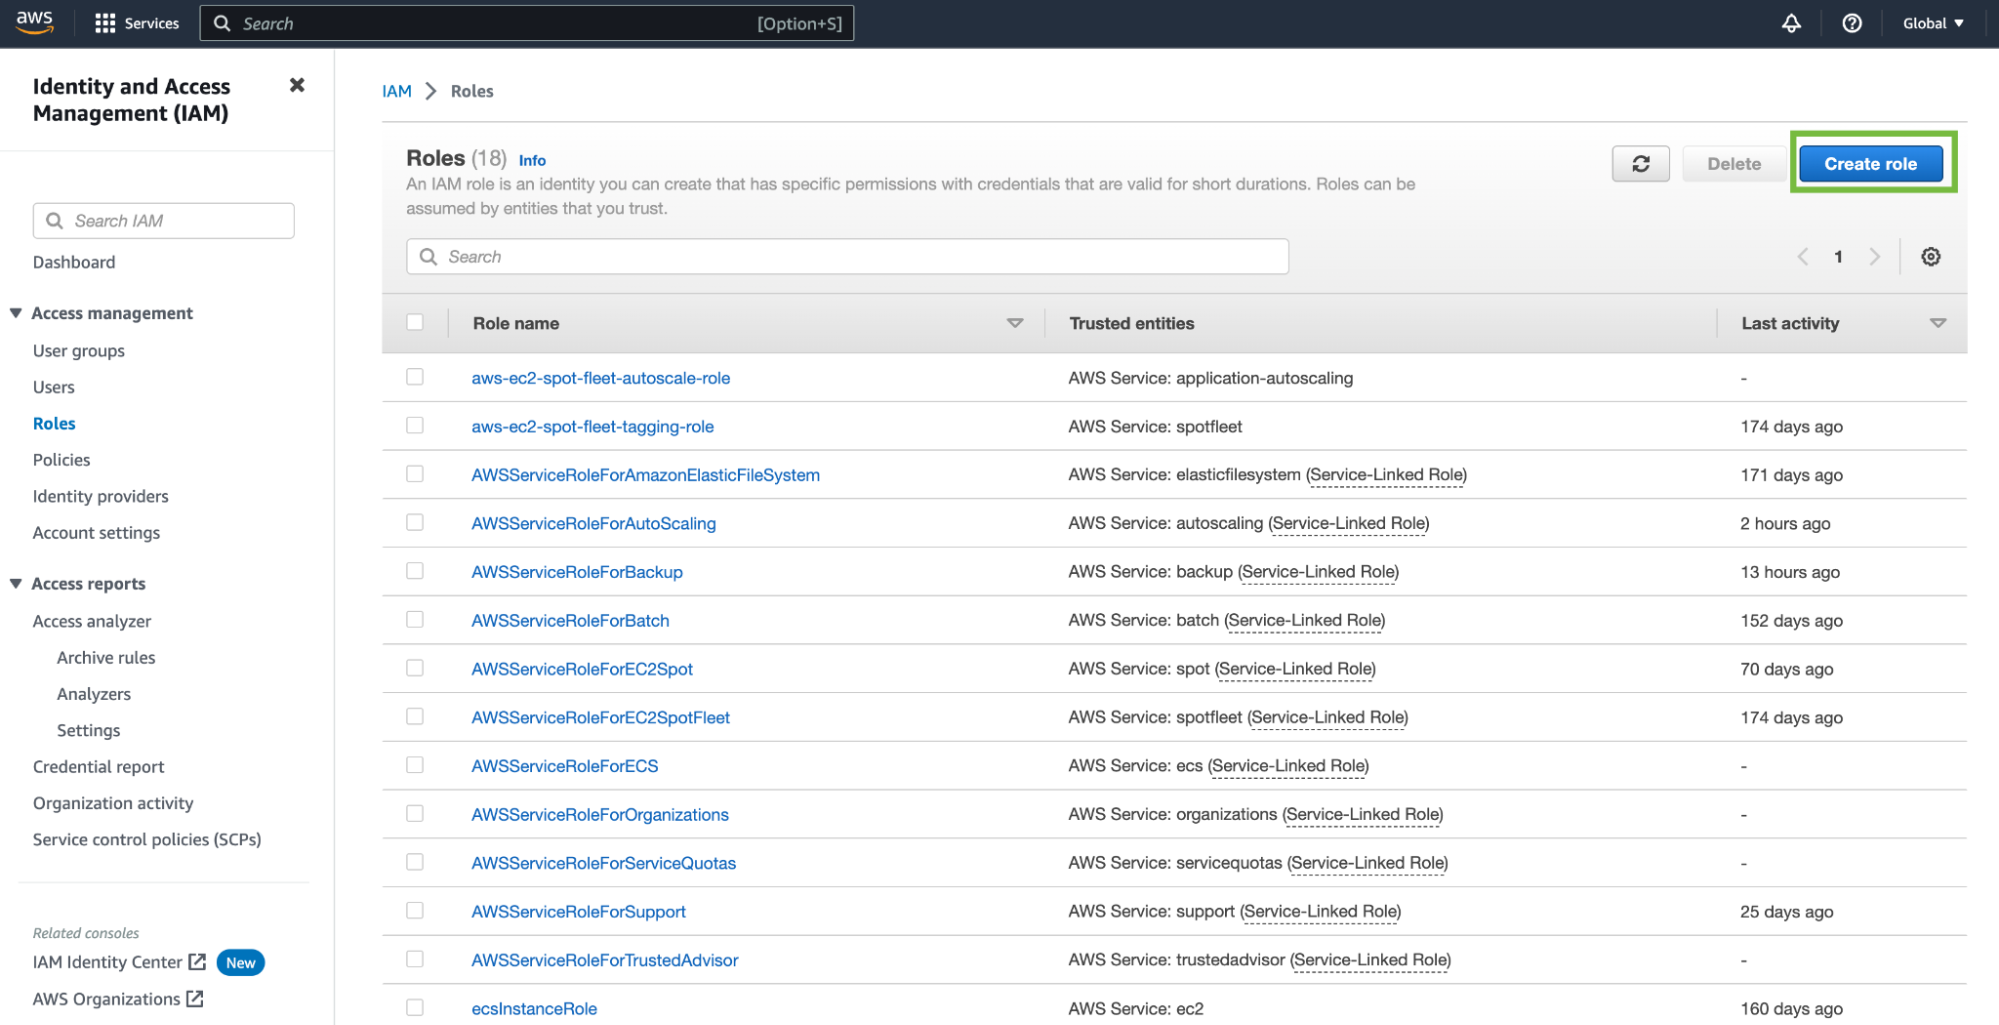 aws
Services
Search
[Option+S]
Global
Identity and Access
Management (IAM)
Search IAM
Dashboard
Access management
User groups
Users
Roles
Policies
Identity providers
Account settings
Access reports
Access analyzer
Archive rules
Analyzers
Settings
Credential report
Organization activity
Service control policies (SCPs)
Related consoles
IAM Identity Center New
AWS Organizations
IAM > Roles
Roles (18) Info
An IAM role is an identity you can create that has specific permissions with credentials that are valid for short durations. Roles can be
assumed by entities that you trust.
Delete
Create role
Search
1
Role name Trusted entities Last activity
aws-ec2-spot-fleet-autoscale-role AWS Service: application-autoscaling -
aws-ec2-spot-fleet-tagging-role AWS Service: spotfleet 174 days ago
AWSServiceRoleForAmazonElasticFileSystem AWS Service: elasticfilesystem (Service-Linked Role) 171 days ago
AWSServiceRoleForAutoScaling AWS Service: autoscaling (Service-Linked Role) 2 hours ago
AWSServiceRoleForBackup AWS Service: backup (Service-Linked Role) 13 hours ago
AWSServiceRoleForBatch AWS Service: batch (Service-Linked Role) 152 days ago
AWSServiceRoleForEC2Spot AWS Service: spot (Service-Linked Role) 70 days ago
AWSServiceRoleForEC2SpotFleet AWS Service: spotfleet (Service-Linked Role) 174 days ago
AWSServiceRoleForECS AWS Service: ecs (Service-Linked Role) -
AWSServiceRoleForOrganizations AWS Service: organizations (Service-Linked Role) -
AWSServiceRoleForServiceQuotas AWS Service: servicequotas (Service-Linked Role) -
AWSServiceRoleForSupport AWS Service: support (Service-Linked Role) 25 days ago
AWSServiceRoleForTrustedAdvisor AWS Service: trustedadvisor (Service-Linked Role) -
ecsInstanceRole AWS Service: ec2 160 days ago